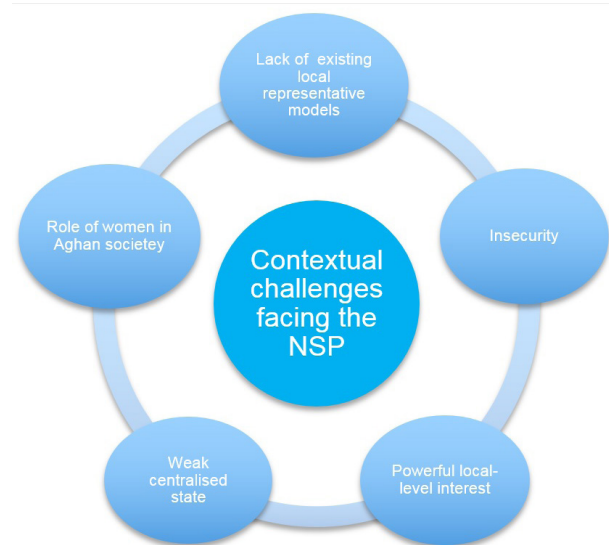 Lack of existing
local
representative
models
Role of women in
Aghan societey
Insecurity
Contextual
challenges
facing the
NSP
Weak
centralised
state
Powerful local-
level interest